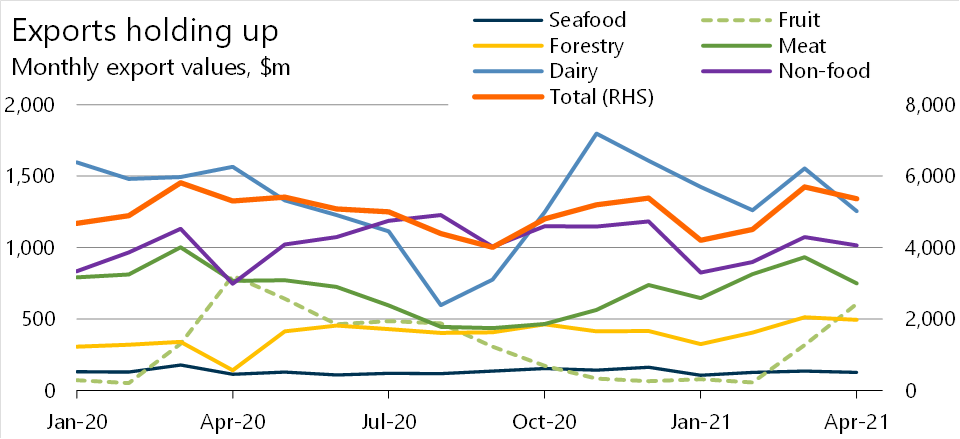 Exports holding up
Monthly export values, $m
Seafood Fruit
Forestry Meat
Dairy Non-food
Total (RHS)
2,000 8,000
1,500 6,000
1,000 4,000
500 2,000
0 0
Jan-20 Apr-20 Jul-20 Oct-20 Jan-21 Apr-21